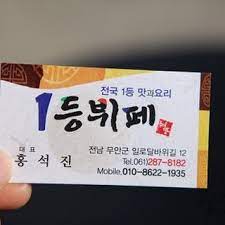 전국 1등 맛과요리
1등뷔페
대표
홍석진
전남 무안군 일로달바위길 12
Tel.061)287-8182
Mobile.010-8622-1935